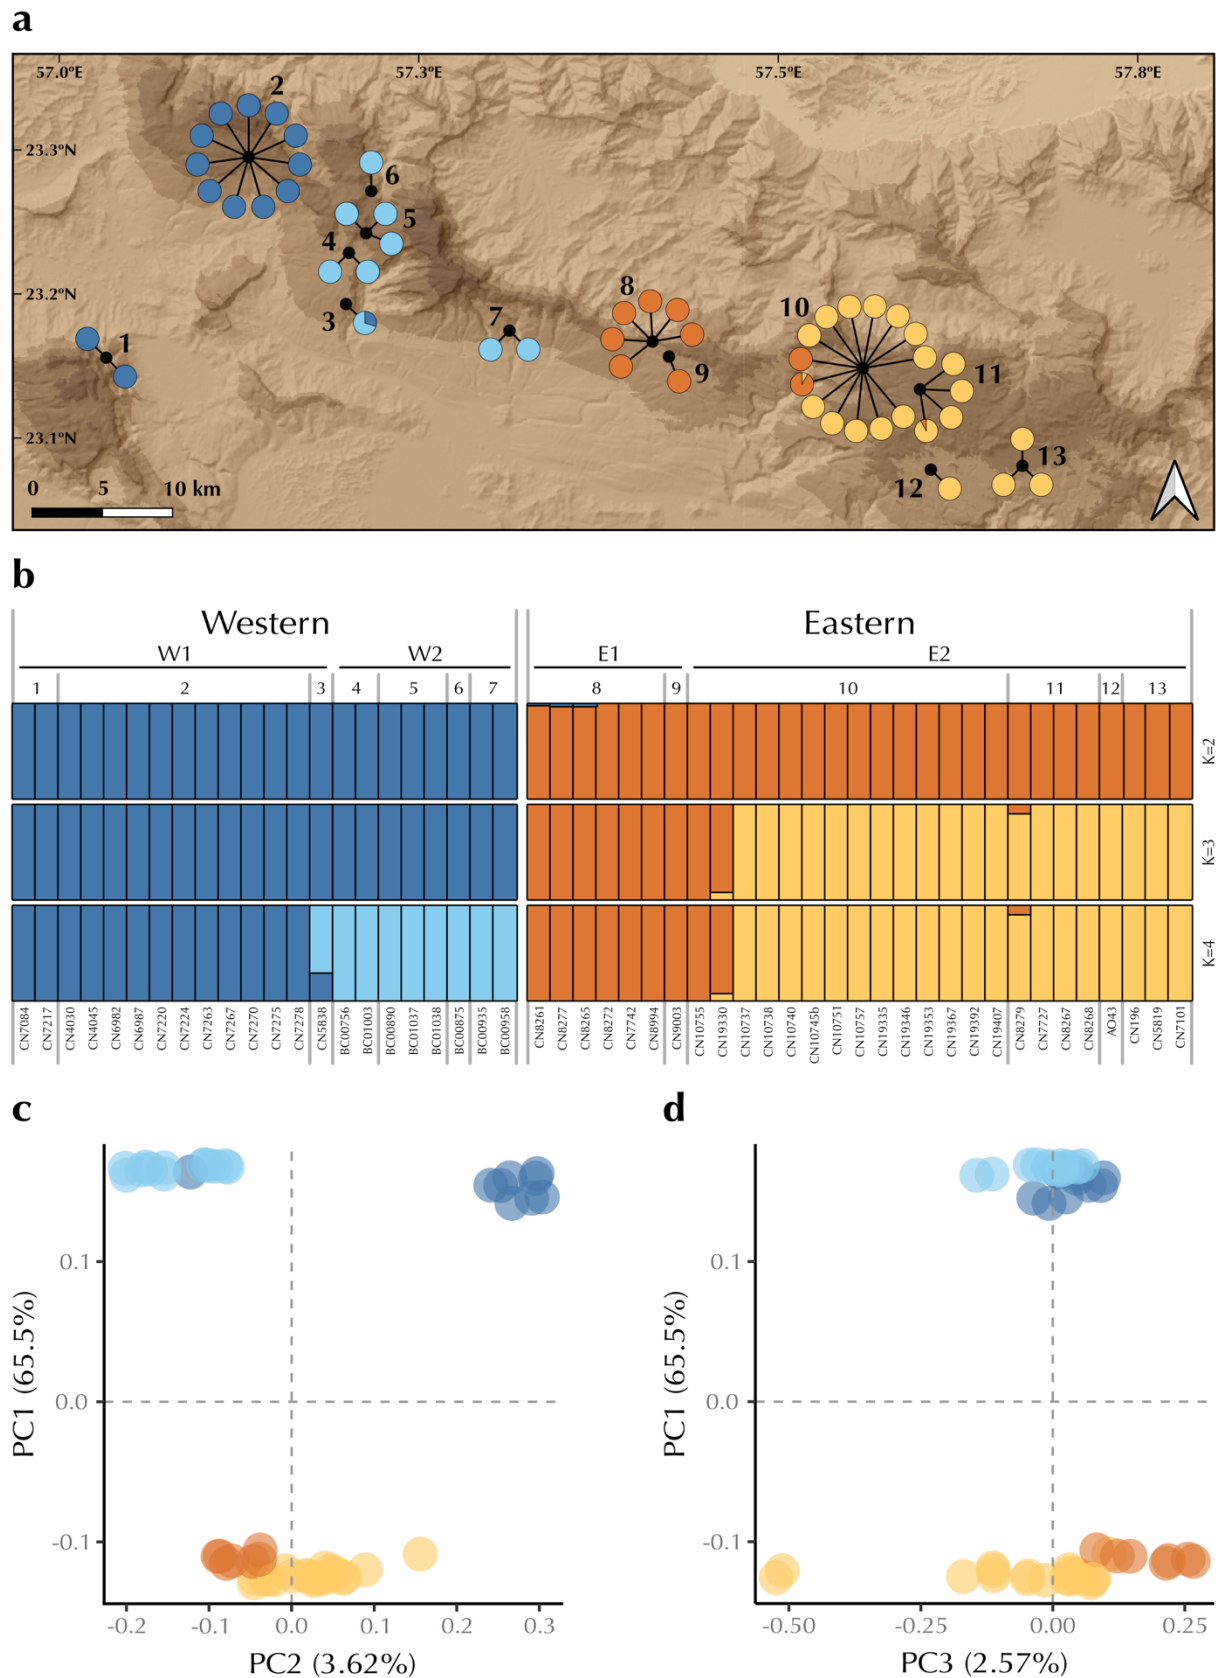 a
57.0°E 57.3°E 57.5°E 57.8°E
23.3°N
23.2°N
23.1°N
2
6
5
4
3
7
1
8
9
10
11
12
13
0 5 10 km
b
Western Eastern
W1 W2 E1 E2
1 2 3 4 5 6 7 8 9 10 11 12 13
K=2
K=3
K=4
CN7084 CN7217 CN4030 CN4045 CN6982 CN6987 CN7220 CN7224 CN7263 CN7267 CN7270 CN7275 CN7278 CN5838 BC00756 BC01003 BC00890 BC01037 BC01038 BC00875 BC00935 BC00958 CN8261 CN8277 CN8265 CN8272 CN7742 CN8994 CN9003 CN10755 CN19330 CN10737 CN10738 CN10740 CN10745b CN10751 CN10757 CN19335 CN19346 CN19353 CN19367 CN19392 CN19407 CN8279 CN7727 CN8267 CN8268 AO43 CN196 CN5819 CN7101
c
PC1 (65.5%)
0.1
0.0
-0.1
-0.2 -0.1 0.0 0.1 0.2 0.3
PC2 (3.62%)
d
PC1 (65.5%)
0.1
0.0
-0.1
-0.50 -0.25 0.00 0.25
PC3 (2.57%)